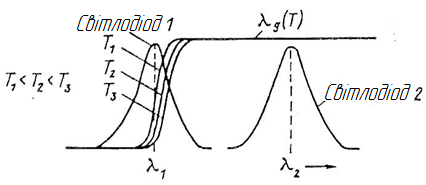 Світлодіод 1
λg(T)
T₁
T₂
T₃
T₁ < T₂ < T₃
Світлодіод 2
λ₁
λ₂